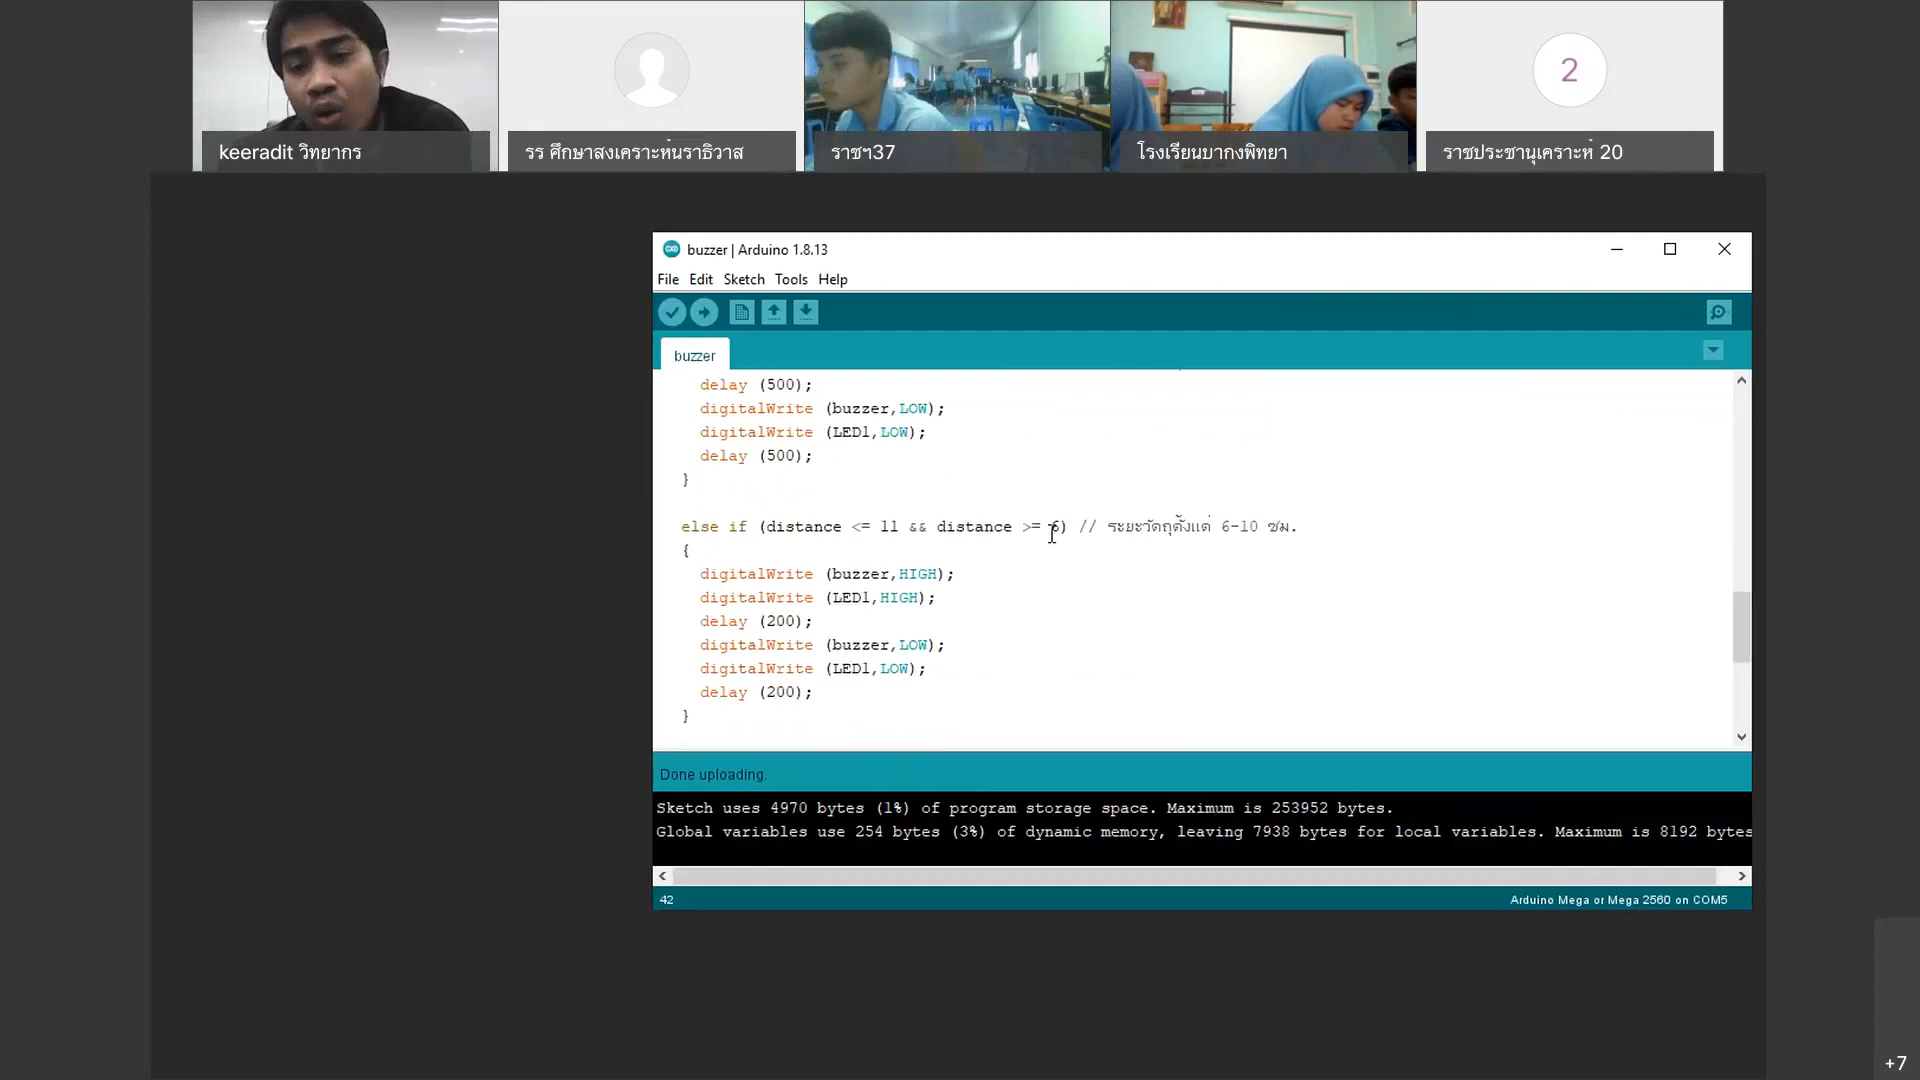 keeradit วิทยากร
รร ศึกษาสงเคราะห์นราธิวาส
ราชฯ37
โรงเรียนบากงพิทยา
2
ราชประชานุเคราะห์ 20
buzzer | Arduino 1.8.13
File Edit Sketch Tools Help
buzzer
delay (500);
digitalWrite (buzzer,LOW);
digitalWrite (LED1,LOW);
delay (500);
}
else if (distance <= 11 && distance >= 6) // ระยะวัตถุตั้งแต่ 6-10 ซม.
{
digitalWrite (buzzer,HIGH);
digitalWrite (LED1,HIGH);
delay (200);
digitalWrite (buzzer,LOW);
digitalWrite (LED1,LOW);
delay (200);
}
Done uploading.
Sketch uses 4970 bytes (1%) of program storage space. Maximum is 253952 bytes.
Global variables use 254 bytes (3%) of dynamic memory, leaving 7938 bytes for local variables. Maximum is 8192 bytes
42
Arduino Mega or Mega 2560 on COM5
+7